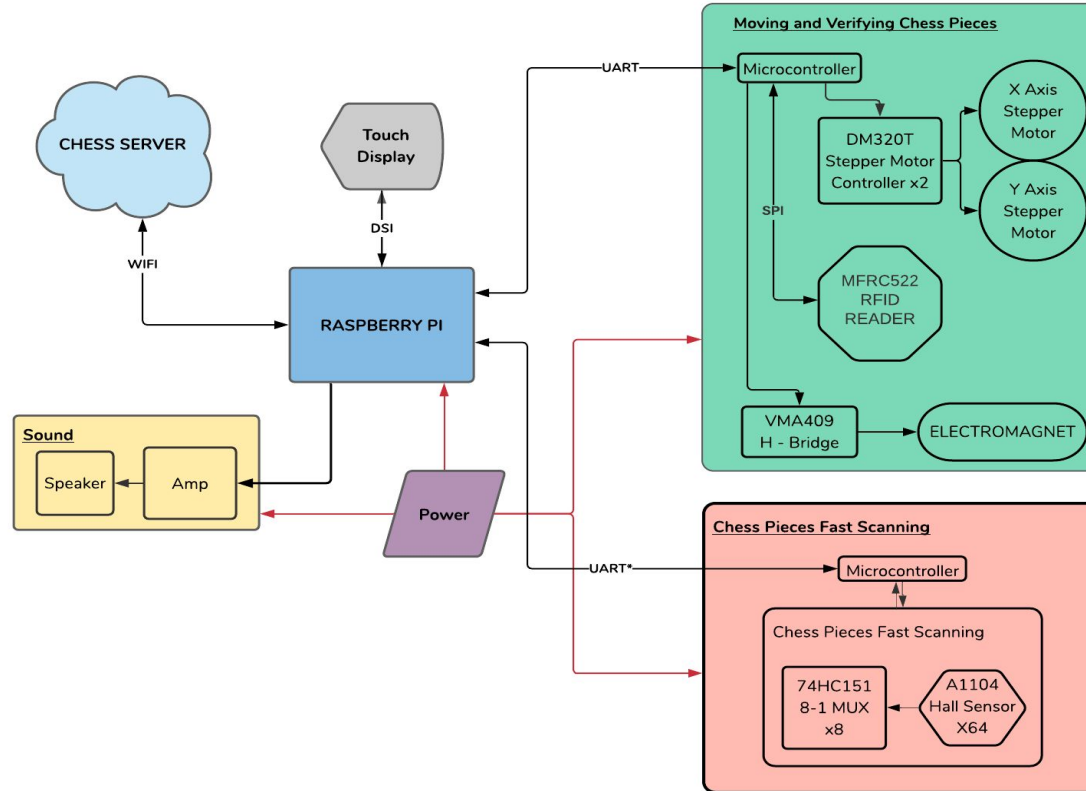 Moving and Verifying Chess Pieces
UART
Microcontroller
X Axis
Stepper
Motor
DM320T
Stepper Motor
Controller x2
Y Axis
Stepper
Motor
CHESS SERVER
Touch
Display
DSI
WIFI
SPI
RASPBERRY PI
MFRC522
RFID
READER
VMA409
H - Bridge
ELECTROMAGNET
Sound
Speaker
Amp
Power
Chess Pieces Fast Scanning
UART*
Microcontroller
Chess Pieces Fast Scanning
74HC151
8-1 MUX
x8
A1104
Hall Sensor
X64